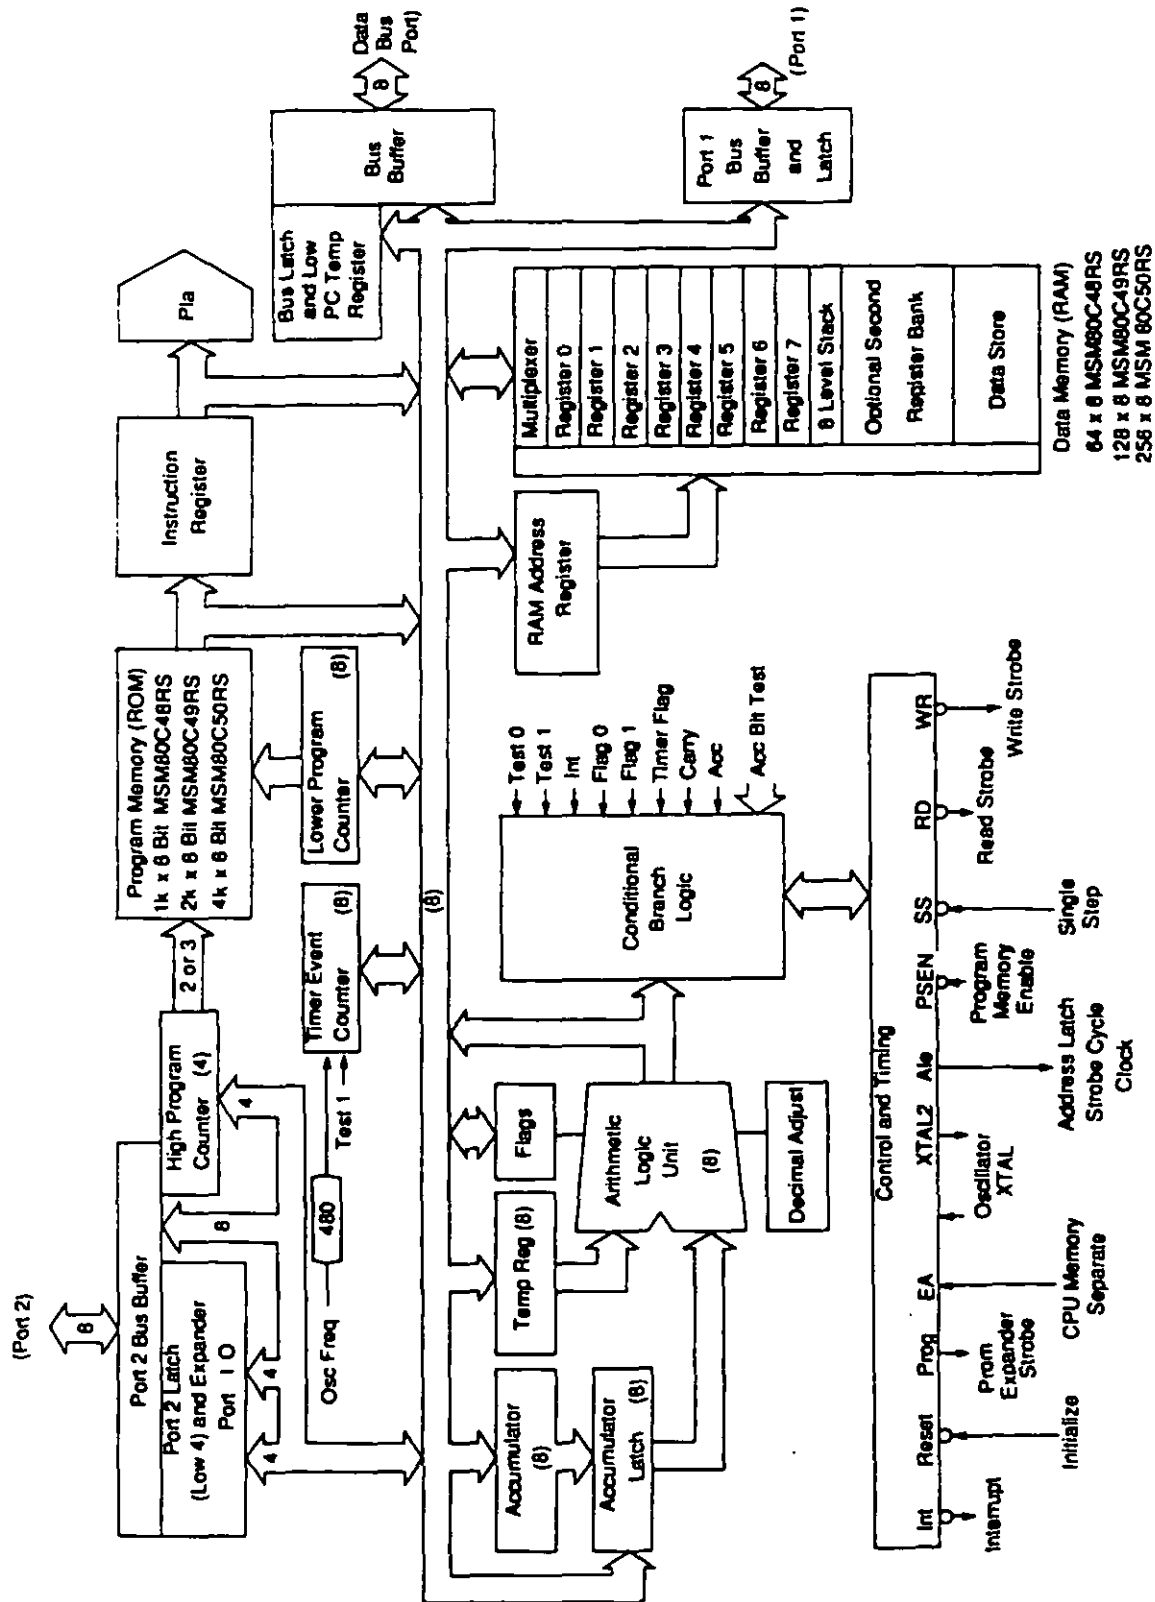 (Port 2)
8
Port 2 Bus Buffer
Port 2 Latch
(Low 4) and Expander
Port I O
4
4
8
4
High Program
Counter (4)
2 or 3
Program Memory (ROM)
1k x 8 Bit MSM80C48RS
2k x 8 Bit MSM80C49RS
4k x 8 Bit MSM80C50RS
Instruction
Register
Pla
Osc Freq
480
Test 1
Timer Event
Counter
(8)
Lower Program
Counter
(8)
Bus Latch
and Low
PC Temp
Register
Bus
Buffer
8
Data
Bus
Port)
(8)
Accumulator
(8)
Accumulator
Latch (8)
Temp Reg (8)
Flags
Arithmetic
Logic
Unit
(8)
Decimal Adjust
Conditional
Branch
Logic
Test 0
Test 1
Int
Flag 0
Flag 1
Timer Flag
Carry
Acc
Acc Bit Test
RAM Address
Register
Multiplexer
Register 0
Register 1
Register 2
Register 3
Register 4
Register 5
Register 6
Register 7
8 Level Stack
Optional Second
Register Bank
Data Store
Data Memory (RAM)
64 x 8 MSM80C48RS
128 x 8 MSM80C49RS
256 x 8 MSM 80C50RS
Port 1
Bus
Buffer
and
Latch
8
(Port 1)
Control and Timing
Int
Reset
Prog
EA
XTAL2
Ale
PSEN
SS
RD
WR
Interrupt
Initialize
Prom
Expander
Strobe
CPU Memory
Separate
Oscillator
XTAL
Address Latch
Strobe Cycle
Clock
Program
Memory
Enable
Single
Step
Read Strobe
Write Strobe